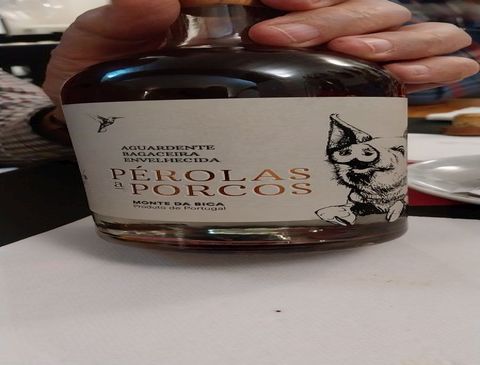 AGUARDENTE
BAGACEIRA
ENVELHECIDA
PÉROLAS
a PORCOS
MONTE DA BICA
Produto de Portugal